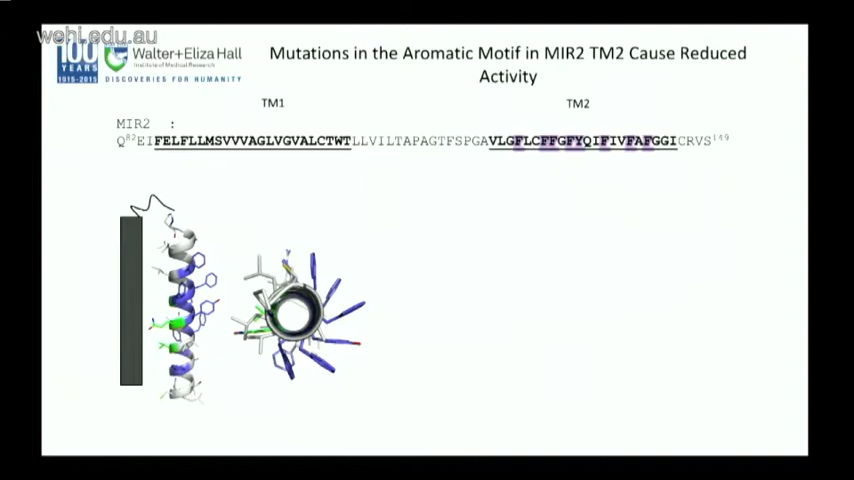 wehi.edu.au
100 YEARS 1915-2015
Walter+Eliza Hall
Institute of Medical Research
DISCOVERIES FOR HUMANITY
Mutations in the Aromatic Motif in MIR2 TM2 Cause Reduced
Activity
TM1 TM2
MIR2 :
Q82EIFELFLLMSVVVAGLVGVALCTWTLLVILTAPAGTFSPGAVLGFLCFFGFYQIFIVFAFGGICRVS149